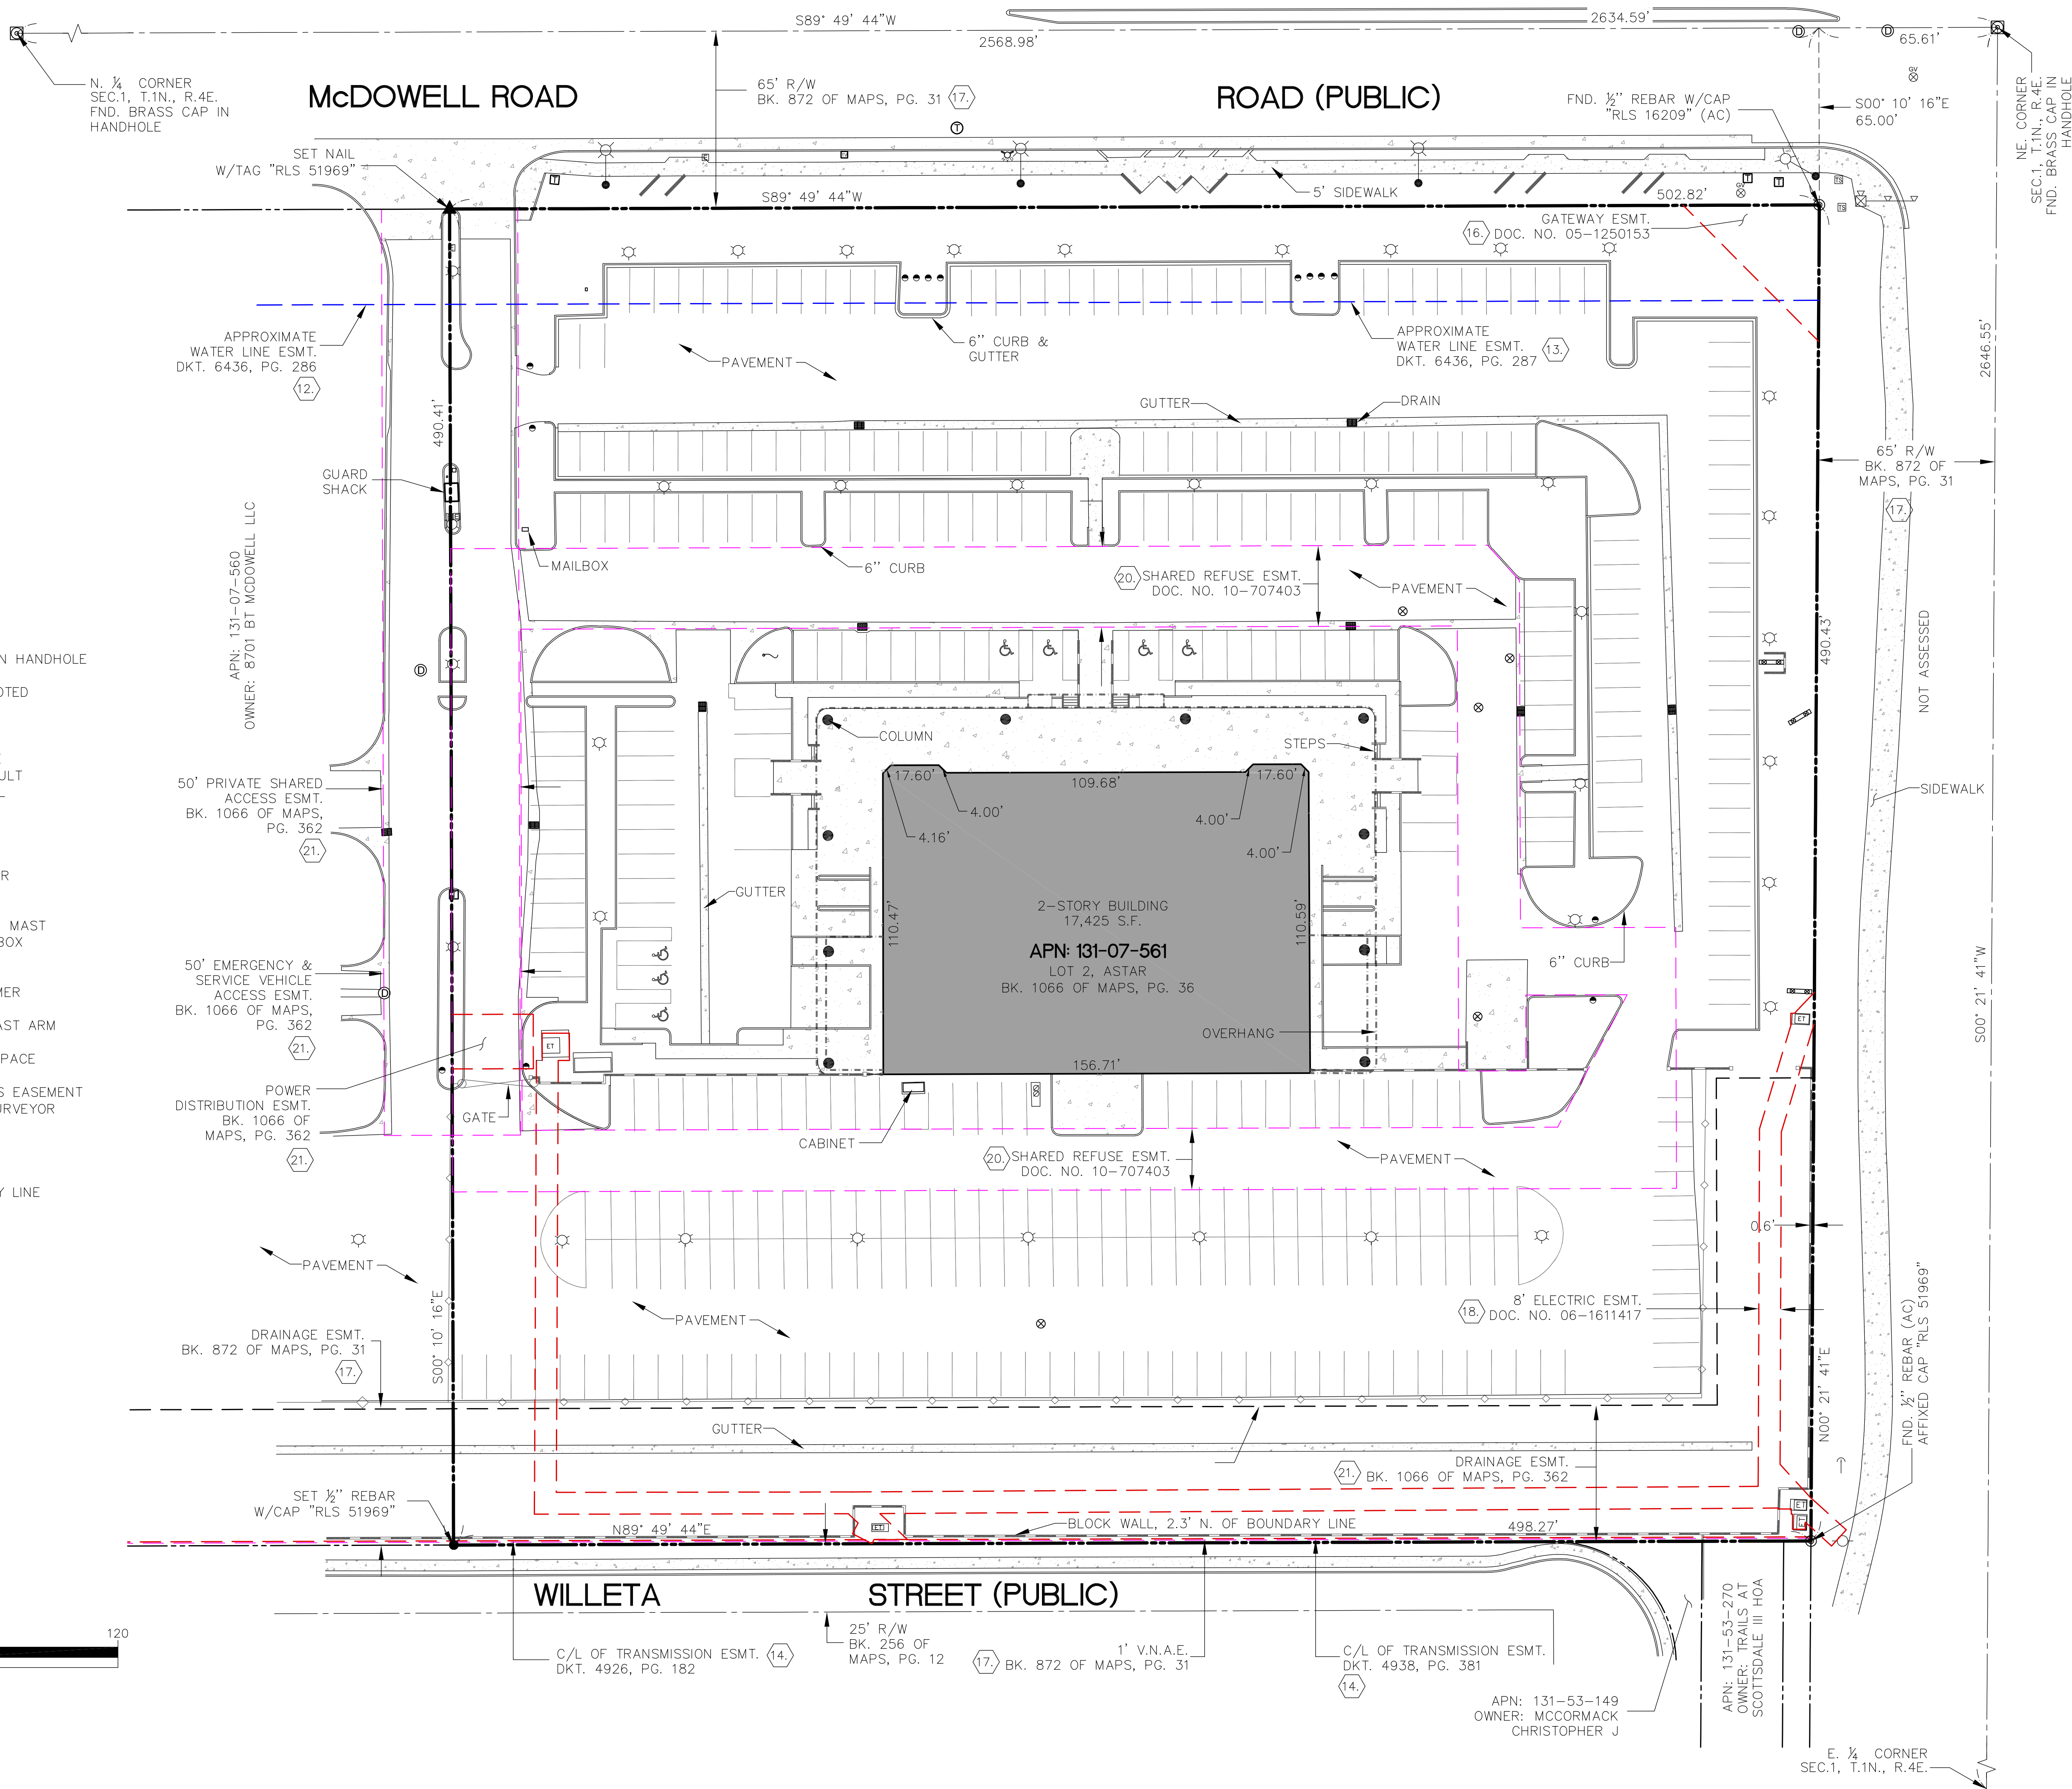 S89° 49' 44"W
2634.59'
2568.98'
65.61'
N. ¼ CORNER
SEC.1, T.1N., R.4E.
FND. BRASS CAP IN
HANDHOLE
McDOWELL ROAD
65' R/W
BK. 872 OF MAPS, PG. 31
17.
ROAD (PUBLIC)
FND. ½" REBAR W/CAP
"RLS 16209" (AC)
GV
S00° 10' 16"E
65.00'
NE. CORNER
SEC.1, T.1N., R.4E.
FND. BRASS CAP IN
HANDHOLE
SET NAIL
W/TAG "RLS 51969"
S89° 49' 44"W
5' SIDEWALK
502.82'
GATEWAY ESMT.
16. DOC. NO. 05-1250153
APPROXIMATE
WATER LINE ESMT.
DKT. 6436, PG. 286
12.
6" CURB &
GUTTER
APPROXIMATE
WATER LINE ESMT.
DKT. 6436, PG. 287
13.
PAVEMENT
GUTTER
DRAIN
490.41'
2646.55'
65' R/W
BK. 872 OF
MAPS, PG. 31
17.
GUARD
SHACK
APN: 131-07-560
OWNER: 8701 BT MCDOWELL LLC
MAILBOX
6" CURB
20. SHARED REFUSE ESMT.
DOC. NO. 10-707403
PAVEMENT
490.43'
NOT ASSESSED
N HANDHOLE
OTED
ULT
R
MAST
BOX
MER
AST ARM
PACE
S EASEMENT
URVEYOR
Y LINE
COLUMN
STEPS
17.60'
109.68'
17.60'
4.00'
4.16'
4.00'
4.00'
50' PRIVATE SHARED
ACCESS ESMT.
BK. 1066 OF MAPS,
PG. 362
21.
SIDEWALK
GUTTER
110.47'
2-STORY BUILDING
17,425 S.F.
APN: 131-07-561
LOT 2, ASTAR
BK. 1066 OF MAPS, PG. 36
110.59'
6" CURB
50' EMERGENCY &
SERVICE VEHICLE
ACCESS ESMT.
BK. 1066 OF MAPS,
PG. 362
21.
S00° 21' 41"W
OVERHANG
156.71'
ET
ET
POWER
DISTRIBUTION ESMT.
BK. 1066 OF
MAPS, PG. 362
21.
GATE
CABINET
20. SHARED REFUSE ESMT.
DOC. NO. 10-707403
PAVEMENT
0.6'
PAVEMENT
PAVEMENT
18. 8' ELECTRIC ESMT.
DOC. NO. 06-1611417
DRAINAGE ESMT.
BK. 872 OF MAPS, PG. 31
17.
S00° 10' 16"E
N00° 21' 41"E
FND. ½" REBAR (AC)
AFFIXED CAP "RLS 51969"
GUTTER
DRAINAGE ESMT.
21. BK. 1066 OF MAPS, PG. 362
SET ½" REBAR
W/CAP "RLS 51969"
N89° 49' 44"E
ET
BLOCK WALL, 2.3' N. OF BOUNDARY LINE
498.27'
ET
WILLETA
STREET (PUBLIC)
120
C/L OF TRANSMISSION ESMT. 14.
DKT. 4926, PG. 182
25' R/W
BK. 256 OF
MAPS, PG. 12
1' V.N.A.E.
17. BK. 872 OF MAPS, PG. 31
C/L OF TRANSMISSION ESMT.
DKT. 4938, PG. 381
14.
APN: 131-53-149
OWNER: MCCORMACK
CHRISTOPHER J
APN: 131-53-270
OWNER: TRAILS AT
SCOTTSDALE III HOA
E. ¼ CORNER
SEC.1, T.1N., R.4E.